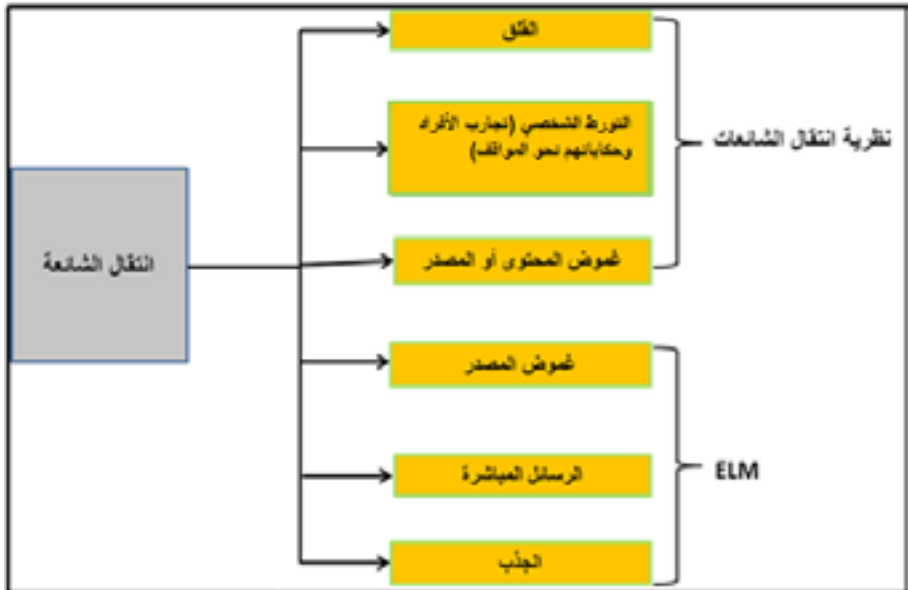 القلق
التورط الشخصي (تجارب الأفراد
وحكاياتهم نحو المواقف)
نظرية انتقال الشائعات
غموض المحتوى أو المصدر
انتقال الشائعة
غموض المصدر
الرسائل المباشرة
ELM
الجذب